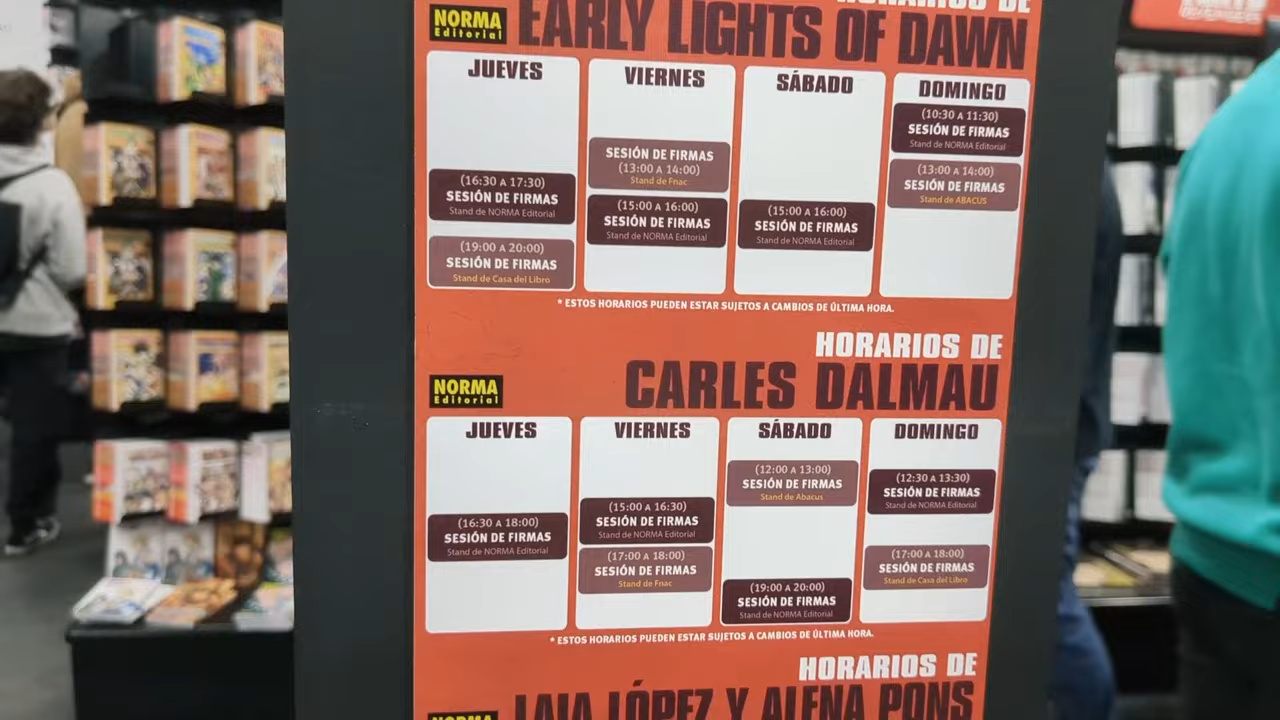 HORARIOS DE
NORMA
Editorial
EARLY LIGHTS OF DAWN
JUEVES
(16:30 A 17:30)
SESIÓN DE FIRMAS
Stand de NORMA Editorial
(19:00 A 20:00)
SESIÓN DE FIRMAS
Stand de Casa del Libro
VIERNES
SESIÓN DE FIRMAS
(13:00 A 14:00)
Stand de Fnac
(15:00 A 16:00)
SESIÓN DE FIRMAS
Stand de NORMA Editorial
SÁBADO
(15:00 A 16:00)
SESIÓN DE FIRMAS
Stand de NORMA Editorial
DOMINGO
(10:30 A 11:30)
SESIÓN DE FIRMAS
Stand de NORMA Editorial
(13:00 A 14:00)
SESIÓN DE FIRMAS
Stand de ABACUS
* ESTOS HORARIOS PUEDEN ESTAR SUJETOS A CAMBIOS DE ÚLTIMA HORA.
HORARIOS DE
NORMA
Editorial
CARLES DALMAU
JUEVES
(16:30 A 18:00)
SESIÓN DE FIRMAS
Stand de NORMA Editorial
VIERNES
(15:00 A 16:30)
SESIÓN DE FIRMAS
Stand de NORMA Editorial
(17:00 A 18:00)
SESIÓN DE FIRMAS
Stand de Fnac
SÁBADO
(12:00 A 13:00)
SESIÓN DE FIRMAS
Stand de Abacus
(19:00 A 20:00)
SESIÓN DE FIRMAS
Stand de NORMA Editorial
DOMINGO
(12:30 A 13:30)
SESIÓN DE FIRMAS
Stand de NORMA Editorial
(17:00 A 18:00)
SESIÓN DE FIRMAS
Stand de Casa del Libro
* ESTOS HORARIOS PUEDEN ESTAR SUJETOS A CAMBIOS DE ÚLTIMA HORA.
HORARIOS DE
NORMA
LAIA LÓPEZ Y ALENA PONS